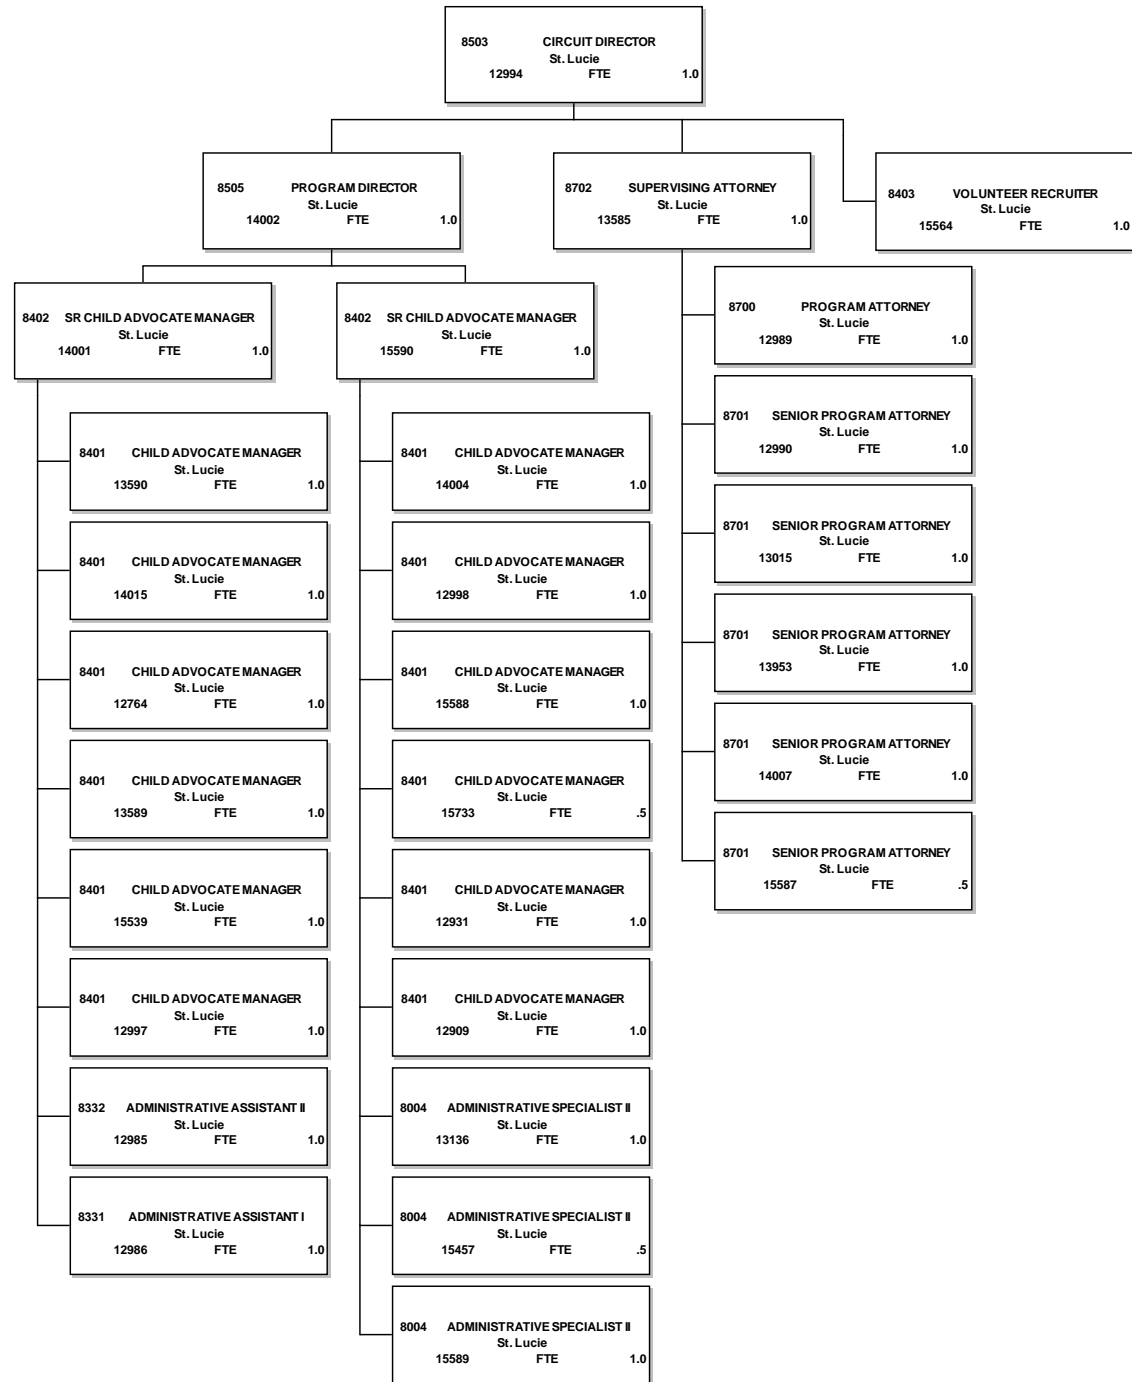 8503 CIRCUIT DIRECTOR
St. Lucie
12994 FTE 1.0
8505 PROGRAM DIRECTOR
St. Lucie
14002 FTE 1.0
8702 SUPERVISING ATTORNEY
St. Lucie
13585 FTE 1.0
8403 VOLUNTEER RECRUITER
St. Lucie
15564 FTE 1.0
8402 SR CHILD ADVOCATE MANAGER
St. Lucie
14001 FTE 1.0
8401 CHILD ADVOCATE MANAGER
St. Lucie
13590 FTE 1.0
8401 CHILD ADVOCATE MANAGER
St. Lucie
14015 FTE 1.0
8401 CHILD ADVOCATE MANAGER
St. Lucie
12764 FTE 1.0
8401 CHILD ADVOCATE MANAGER
St. Lucie
13589 FTE 1.0
8401 CHILD ADVOCATE MANAGER
St. Lucie
15539 FTE 1.0
8401 CHILD ADVOCATE MANAGER
St. Lucie
12997 FTE 1.0
8332 ADMINISTRATIVE ASSISTANT II
St. Lucie
12985 FTE 1.0
8331 ADMINISTRATIVE ASSISTANT I
St. Lucie
12986 FTE 1.0
8402 SR CHILD ADVOCATE MANAGER
St. Lucie
15590 FTE 1.0
8401 CHILD ADVOCATE MANAGER
St. Lucie
14004 FTE 1.0
8401 CHILD ADVOCATE MANAGER
St. Lucie
12998 FTE 1.0
8401 CHILD ADVOCATE MANAGER
St. Lucie
15588 FTE 1.0
8401 CHILD ADVOCATE MANAGER
St. Lucie
15733 FTE .5
8401 CHILD ADVOCATE MANAGER
St. Lucie
12931 FTE 1.0
8401 CHILD ADVOCATE MANAGER
St. Lucie
12909 FTE 1.0
8004 ADMINISTRATIVE SPECIALIST II
St. Lucie
13136 FTE 1.0
8004 ADMINISTRATIVE SPECIALIST II
St. Lucie
15457 FTE .5
8004 ADMINISTRATIVE SPECIALIST II
St. Lucie
15589 FTE 1.0
8700 PROGRAM ATTORNEY
St. Lucie
12989 FTE 1.0
8701 SENIOR PROGRAM ATTORNEY
St. Lucie
12990 FTE 1.0
8701 SENIOR PROGRAM ATTORNEY
St. Lucie
13015 FTE 1.0
8701 SENIOR PROGRAM ATTORNEY
St. Lucie
13953 FTE 1.0
8701 SENIOR PROGRAM ATTORNEY
St. Lucie
14007 FTE 1.0
8701 SENIOR PROGRAM ATTORNEY
St. Lucie
15587 FTE .5